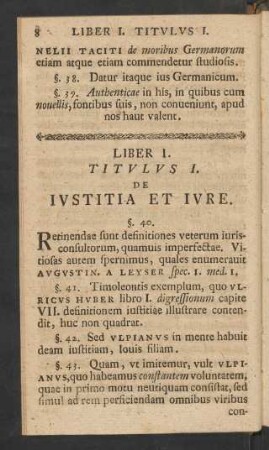 8 LIBER I. TITVLVS I.
NELII TACITI de moribus Germanorum
etiam atque etiam commendetur studiosis.
§. 38. Datur itaque ius Germanicum.
§. 39. Authenticae in his, in quibus cum
nouellis, fontibus suis, non conueniunt, apud
nos haut valent.
LIBER I.
TITVLVS I.
DE
IVSTITIA ET IVRE.
§. 40.
Retinendae sunt definitiones veterum iuris-
consultorum, quamuis imperfectae. Vi-
tiosas autem spernimus, quales enumerauit
AVGVSTIN. A LEYSER spec. I. med. I.
§. 41. Timoleontis exemplum, quo VL-
RICVS HVBER libro I. digressionum capite
VII. definitionem iustitiae illustrare conten-
dit, huc non quadrat.
§. 42. Sed VLPIANVS in mente habuit
deam iustitiam, Iouis filiam.
§. 43. Quam, vt imitemur, vult VLPI-
ANVS, quo habeamus constantem voluntatem,
quae in primo motu neutiquam consistat, sed
simul ad rem perficiendam omnibus viribus
con-